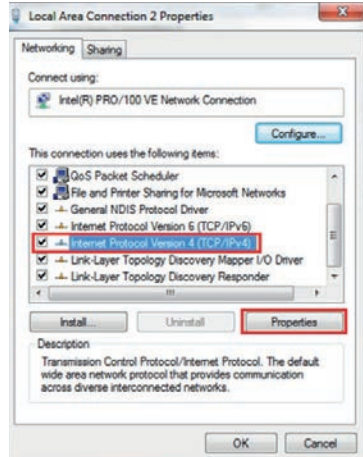 Local Area Connection 2 Properties
Networking
Sharing
Connect using:
Intel(R) PRO/100 VE Network Connection
Configure...
This connection uses the following items:
QoS Packet Scheduler
File and Printer Sharing for Microsoft Networks
General NDIS Protocol Driver
Internet Protocol Version 6 (TCP/IPv6)
Internet Protocol Version 4 (TCP/IPv4)
Link-Layer Topology Discovery Mapper I/O Driver
Link-Layer Topology Discovery Responder
Install...
Uninstall
Properties
Description
Transmission Control Protocol/Internet Protocol. The default
wide area network protocol that provides communication
across diverse interconnected networks.
OK
Cancel